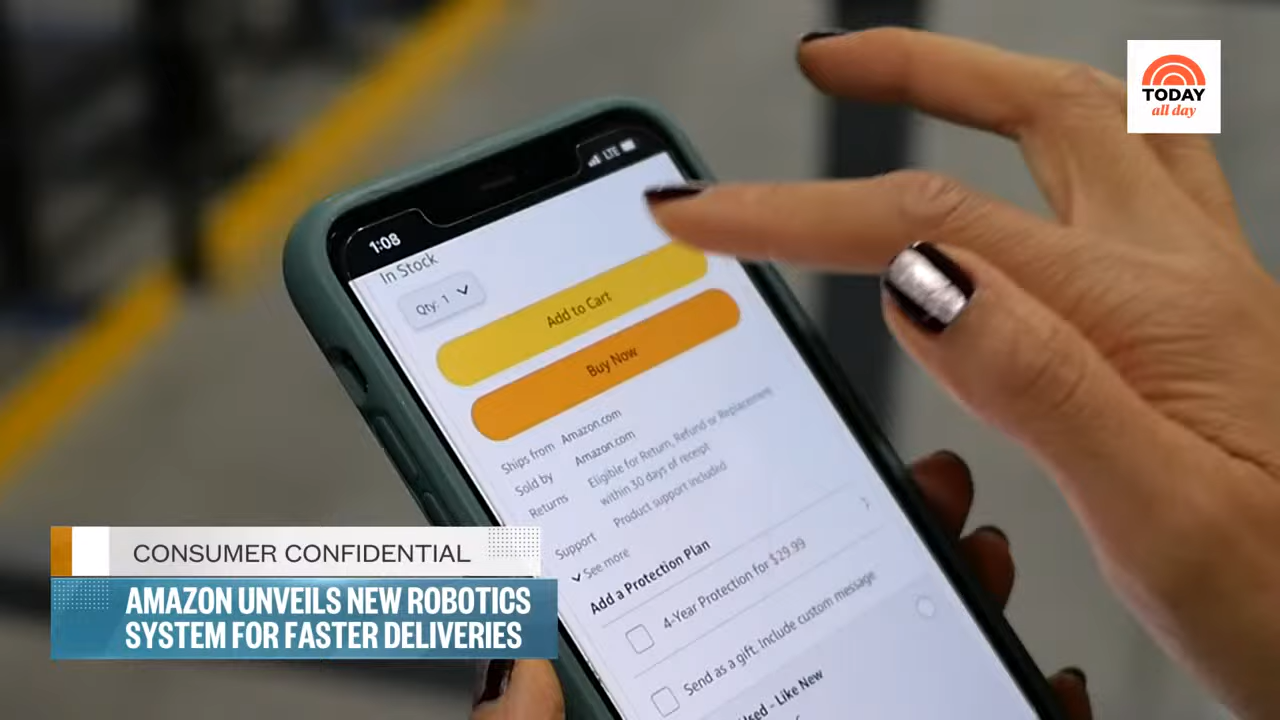 TODAY
all day
1:08
LTE
In Stock
Qty: 1
Add to Cart
Buy Now
Ships from Amazon.com
Sold by Amazon.com
Returns Eligible for Return, Refund or Replacement
within 30 days of receipt
Support Product support included
See more
Add a Protection Plan
4-Year Protection for $29.99
Send as a gift. Include custom message
Used - Like New
CONSUMER CONFIDENTIAL
AMAZON UNVEILS NEW ROBOTICS
SYSTEM FOR FASTER DELIVERIES